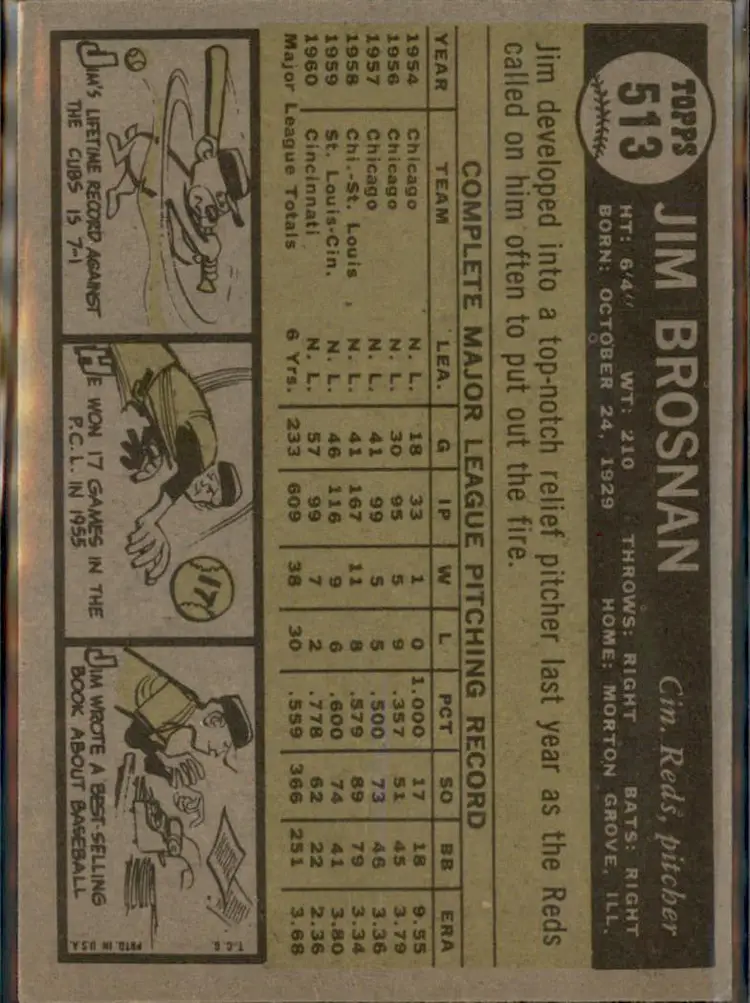 TOPPS
513
JIM BROSNAN
Cin. Reds, pitcher
HT: 6'4" WT: 210 THROWS: RIGHT BATS: RIGHT
BORN: OCTOBER 24, 1929 HOME: MORTON GROVE, ILL.
Jim developed into a top-notch relief pitcher last year as the Reds
called on him often to put out the fire.
COMPLETE MAJOR LEAGUE PITCHING RECORD
YEAR TEAM LEA. G IP W L PCT SO BB ERA
1954 Chicago N. L. 18 33 1 0 1.000 17 18 9.55
1956 Chicago N. L. 30 95 5 9 .357 51 45 3.79
1957 Chicago N. L. 41 99 5 5 .500 73 46 3.36
1958 Chi.-St. Louis N. L. 41 167 11 8 .579 89 79 3.34
1959 St. Louis-Cin. N. L. 46 116 9 6 .600 74 41 3.80
1960 Cincinnati N. L. 57 99 7 2 .778 62 22 2.36
Major League Totals 6 Yrs. 233 609 38 30 .559 366 251 3.68
JIM'S LIFETIME RECORD AGAINST
THE CUBS IS 7-1
17
HE WON 17 GAMES IN THE
P.C.L. IN 1955
JIM WROTE A BEST-SELLING
BOOK ABOUT BASEBALL
T.C.G. PRTD. IN U.S.A.